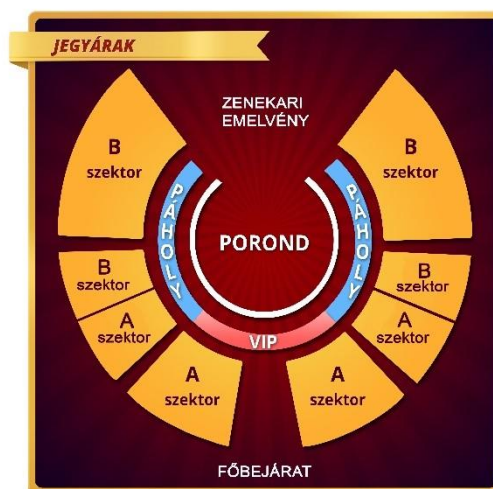 JEGYÁRAK
ZENEKARI
EMELVÉNY
B
szektor
B
szektor
PÁHOLY
PÁHOLY
POROND
B
szektor
B
szektor
A
szektor
A
szektor
VIP
A
szektor
A
szektor
FŐBEJÁRAT